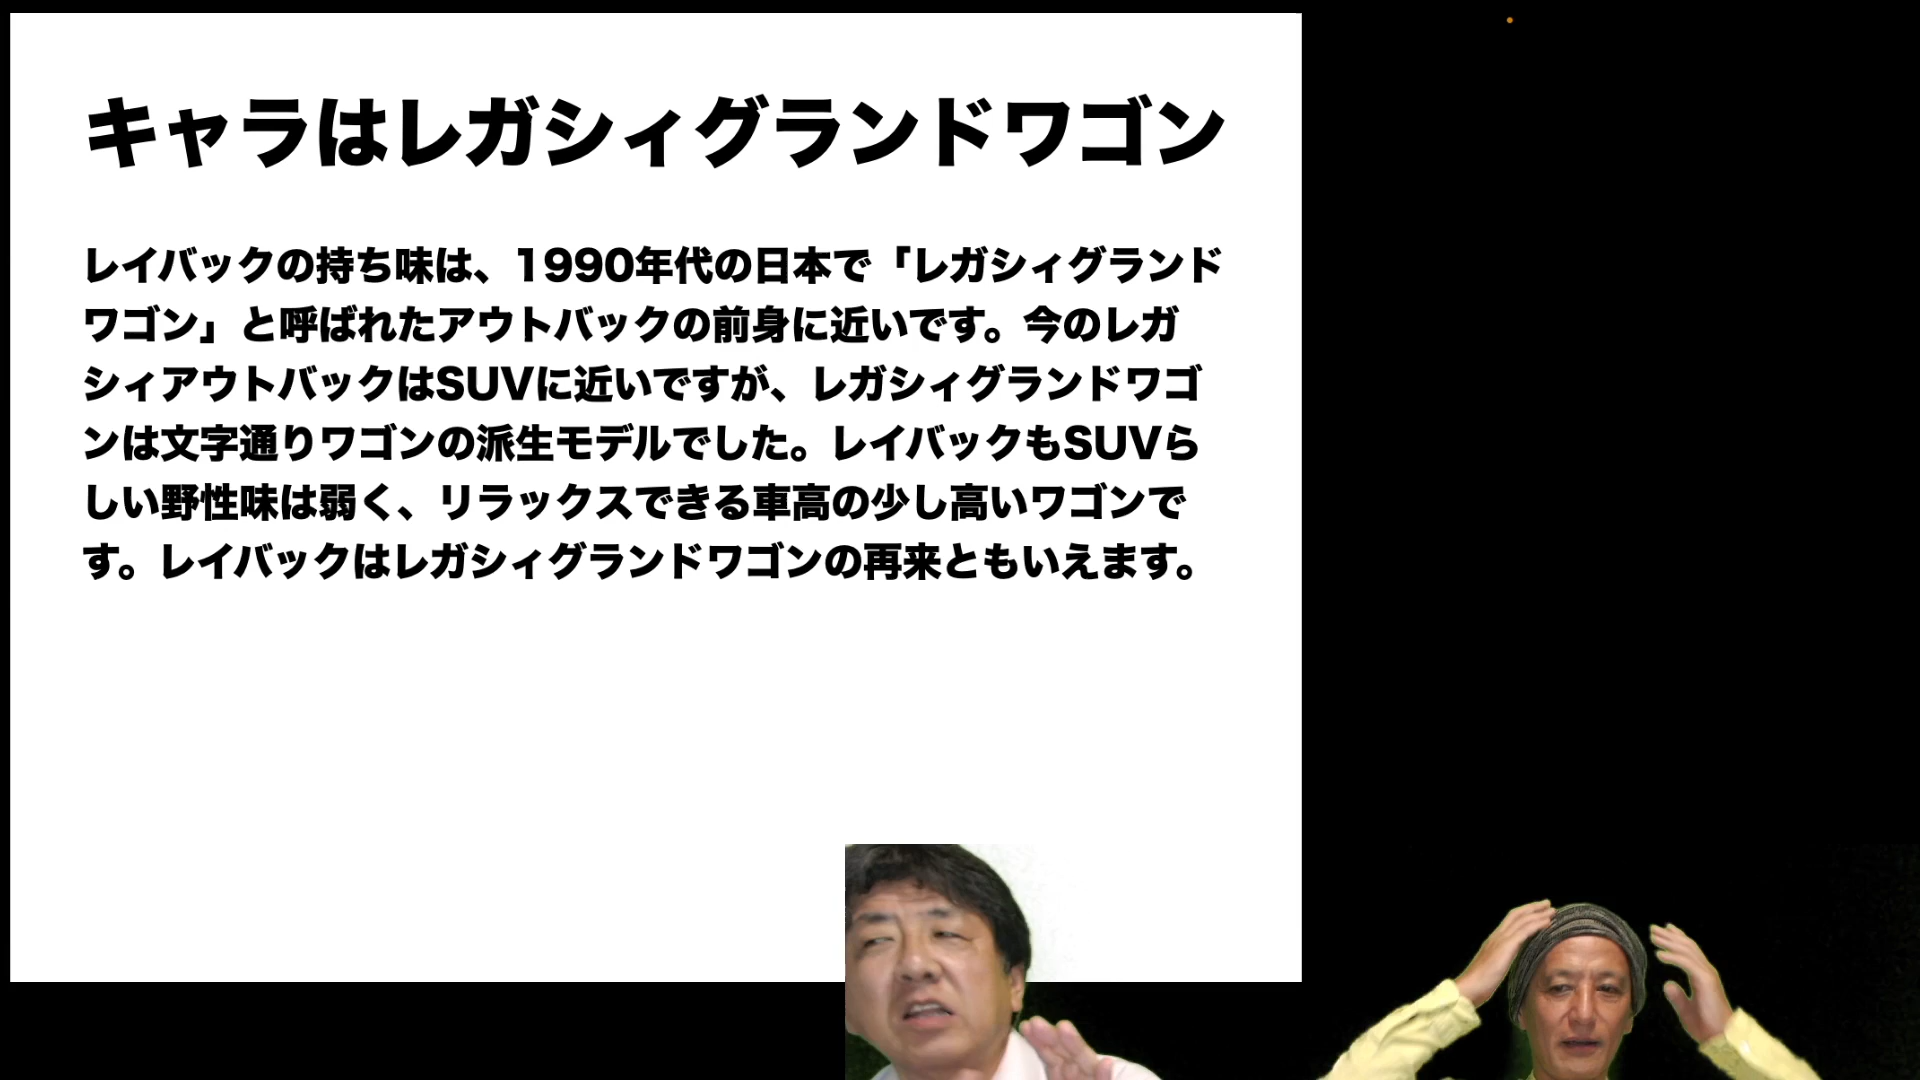 キャラはレガシィグランドワゴン
レイバックの持ち味は、1990年代の日本で「レガシィグランド
ワゴン」と呼ばれたアウトバックの前身に近いです。今のレガ
シィアウトバックはSUVに近いですが、レガシィグランドワゴ
ンは文字通りワゴンの派生モデルでした。レイバックもSUVら
しい野性味は弱く、リラックスできる車高の少し高いワゴンで
す。レイバックはレガシィグランドワゴンの再来ともいえます。